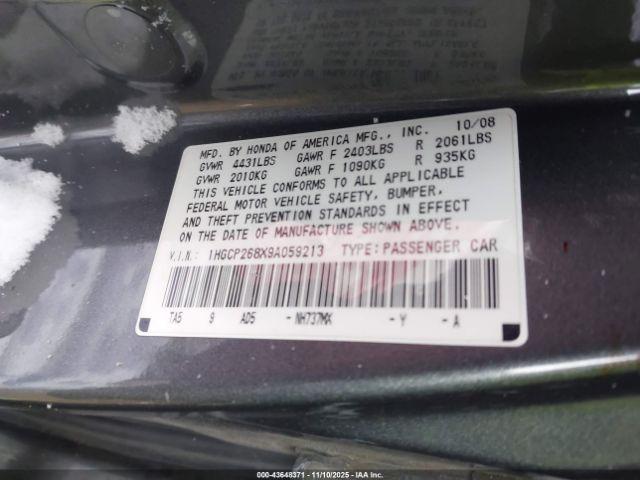 MFD. BY HONDA OF AMERICA MFG., INC. 10/08
GVWR 4431LBS GAWR F 2403LBS R 2061LBS
GVWR 2010KG GAWR F 1090KG R 935KG
THIS VEHICLE CONFORMS TO ALL APPLICABLE
FEDERAL MOTOR VEHICLE SAFETY, BUMPER,
AND THEFT PREVENTION STANDARDS IN EFFECT
ON THE DATE OF MANUFACTURE SHOWN ABOVE.
V.I.N.: 1HGCP268X9A059213 TYPE: PASSENGER CAR
TA5 9 AD5 - NH737MX - Y - A
000-43648371 - 11/10/2025 - IAA Inc.